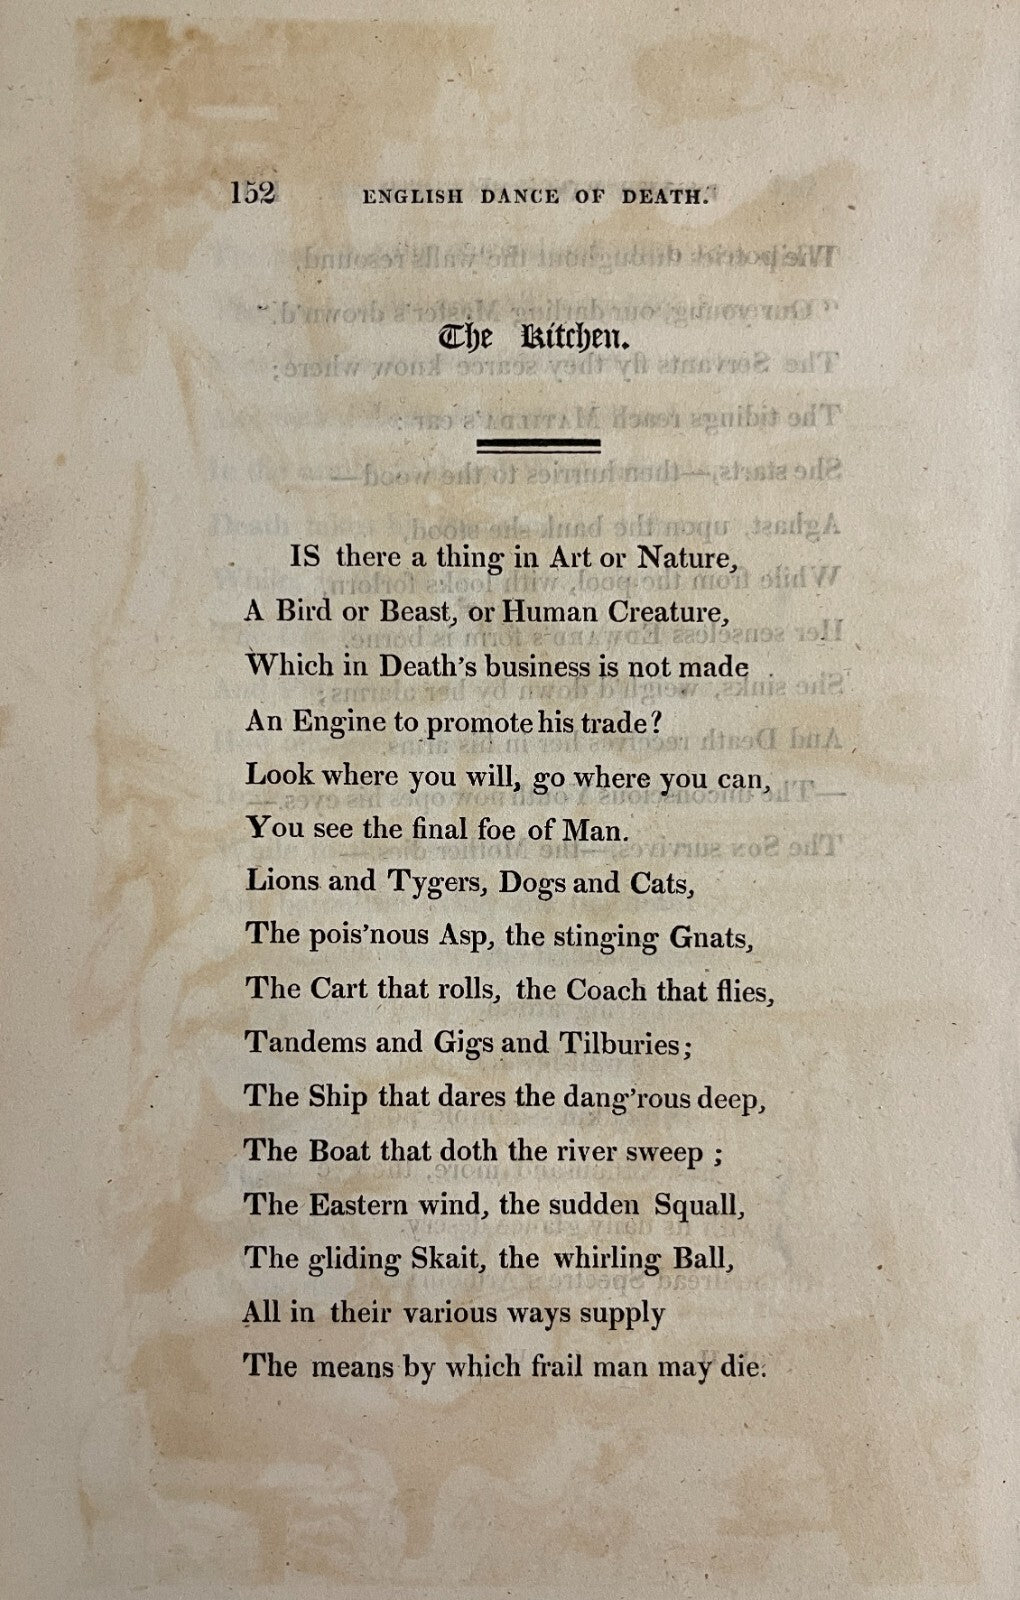 152 ENGLISH DANCE OF DEATH.
The Kitchen.
IS there a thing in Art or Nature,
A Bird or Beast, or Human Creature,
Which in Death's business is not made
An Engine to promote his trade?
Look where you will, go where you can,
You see the final foe of Man.
Lions and Tygers, Dogs and Cats,
The pois'nous Asp, the stinging Gnats,
The Cart that rolls, the Coach that flies,
Tandems and Gigs and Tilburies;
The Ship that dares the dang'rous deep,
The Boat that doth the river sweep ;
The Eastern wind, the sudden Squall,
The gliding Skait, the whirling Ball,
All in their various ways supply
The means by which frail man may die.